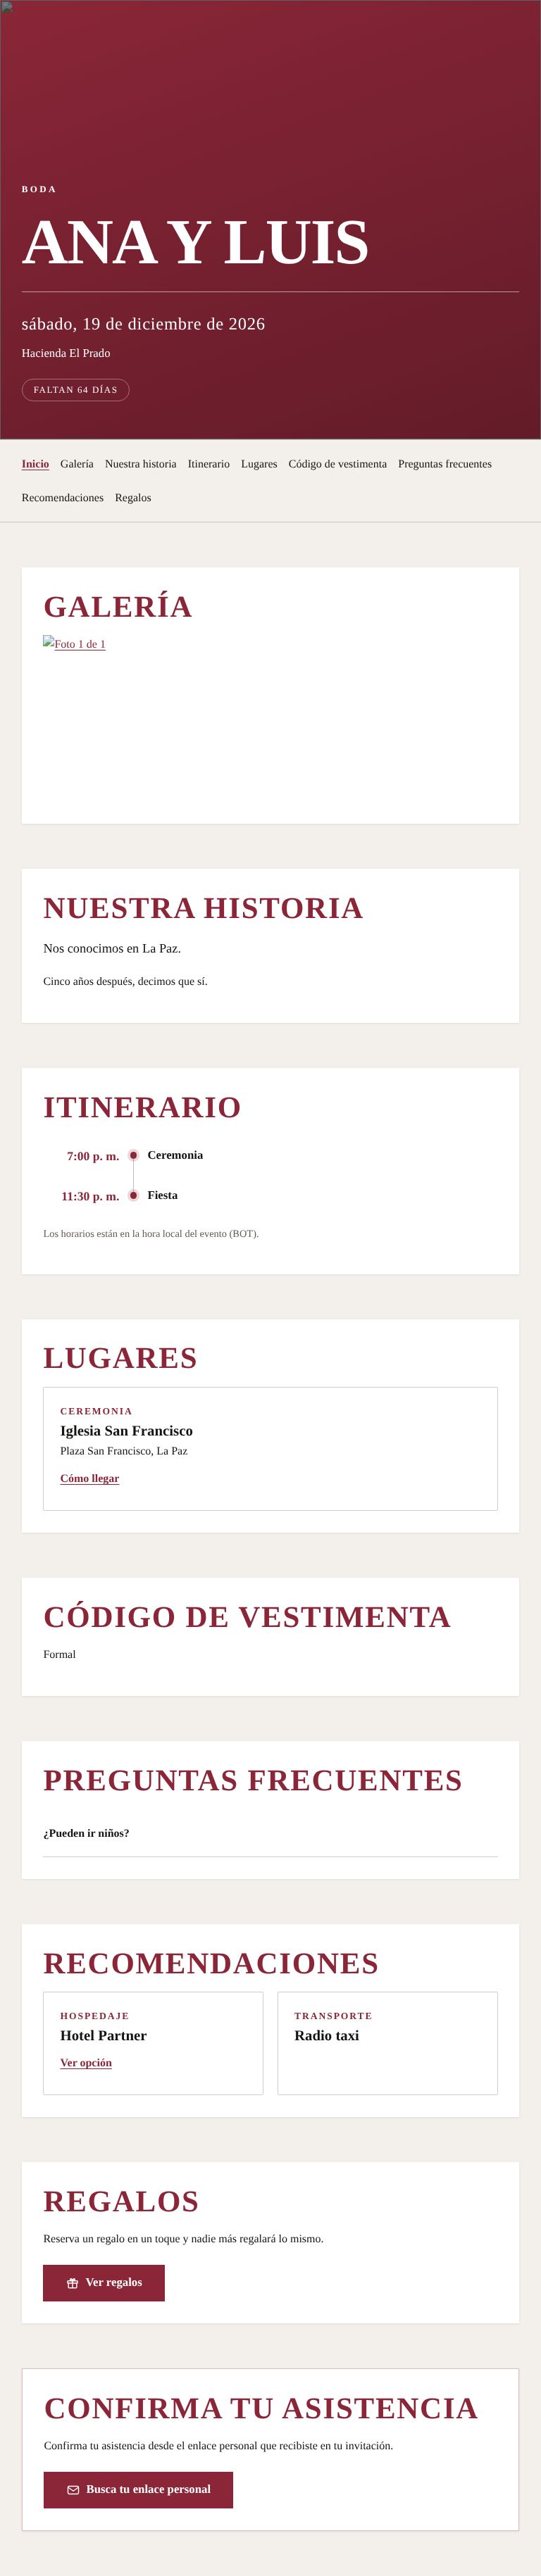 BODA
ANA Y LUIS
sábado, 19 de diciembre de 2026
Hacienda El Prado
FALTAN 64 DÍAS
Inicio Galería Nuestra historia Itinerario Lugares Código de vestimenta Preguntas frecuentes
Recomendaciones Regalos
GALERÍA
Foto 1 de 1
NUESTRA HISTORIA
Nos conocimos en La Paz.
Cinco años después, decimos que sí.
ITINERARIO
7:00 p. m. Ceremonia
11:30 p. m. Fiesta
Los horarios están en la hora local del evento (BOT).
LUGARES
CEREMONIA
Iglesia San Francisco
Plaza San Francisco, La Paz
Cómo llegar
CÓDIGO DE VESTIMENTA
Formal
PREGUNTAS FRECUENTES
¿Pueden ir niños?
RECOMENDACIONES
HOSPEDAJE
Hotel Partner
Ver opción
TRANSPORTE
Radio taxi
REGALOS
Reserva un regalo en un toque y nadie más regalará lo mismo.
Ver regalos
CONFIRMA TU ASISTENCIA
Confirma tu asistencia desde el enlace personal que recibiste en tu invitación.
Busca tu enlace personal